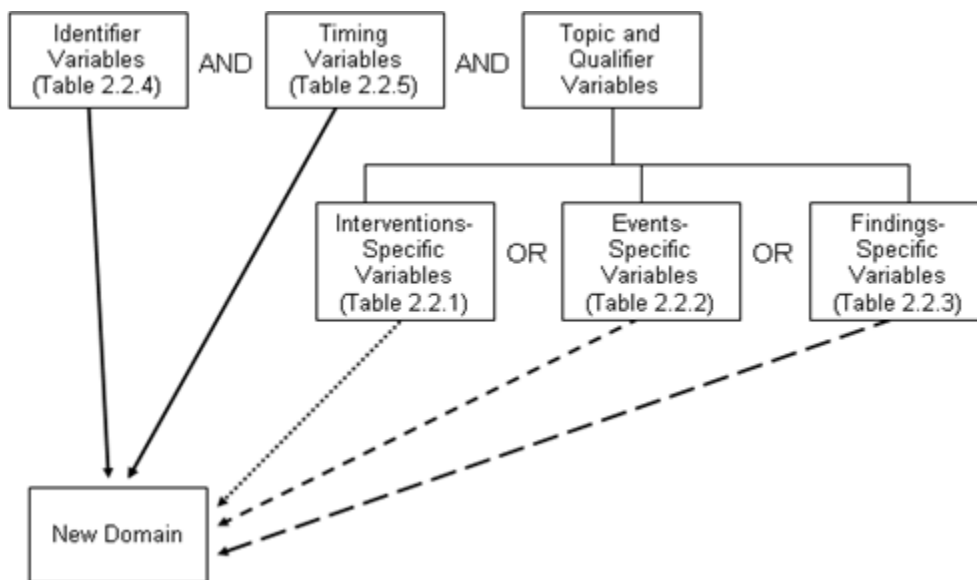 Identifier
Variables
(Table 2.2.4)
AND
Timing
Variables
(Table 2.2.5)
AND
Topic and
Qualifier
Variables
Interventions-
Specific
Variables
(Table 2.2.1)
OR
Events-
Specific
Variables
(Table 2.2.2)
OR
Findings-
Specific
Variables
(Table 2.2.3)
New Domain